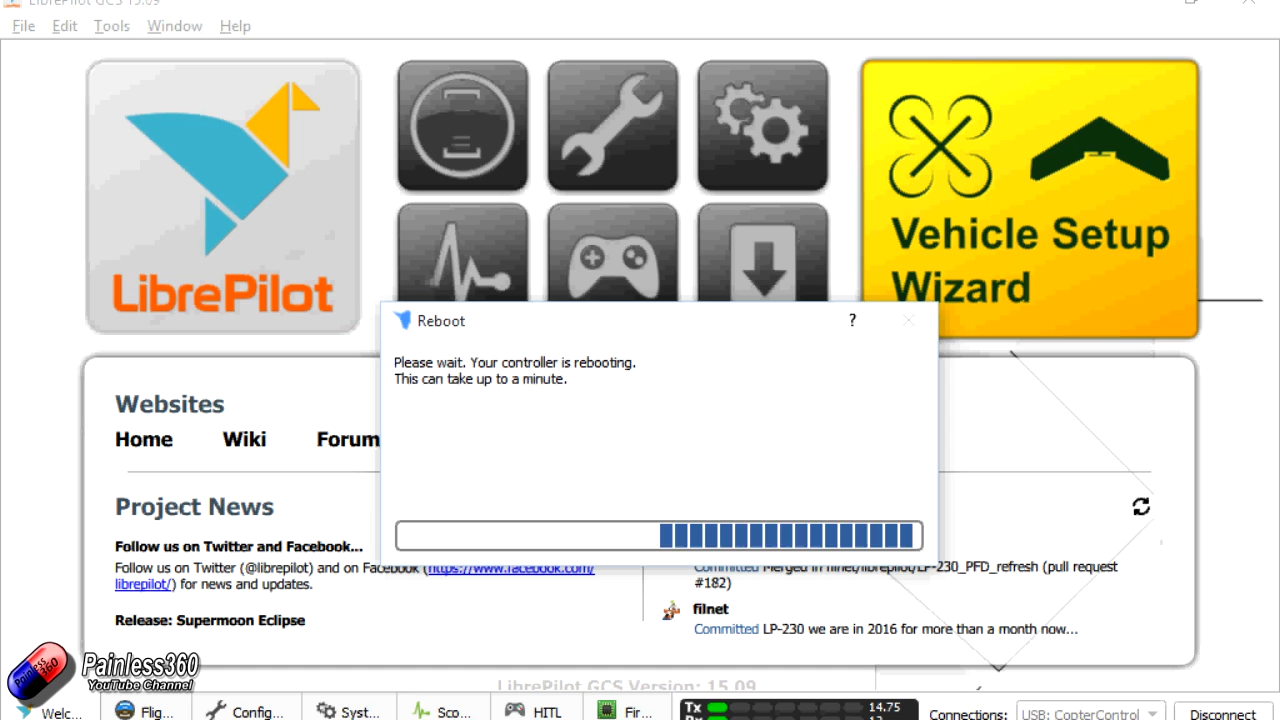 LibrePilot GCS 15.09
File Edit Tools Window Help
LibrePilot
Vehicle Setup
Wizard
Reboot
?
Please wait. Your controller is rebooting.
This can take up to a minute.
Websites
Home Wiki Forum
Project News
Follow us on Twitter and Facebook...
Follow us on Twitter (@librepilot) and on Facebook (https://www.facebook.com/
librepilot/) for news and updates.
Release: Supermoon Eclipse
Committed Merged in filnet/librepilot/LP-230_PFD_refresh (pull request
#182)
filnet
Committed LP-230 we are in 2016 for more than a month now...
Painless360
Painless360
YouTube Channel
LibrePilot GCS Version: 15.09
Welc... Flig... Config... Syst... Sco... HITL Fir...
Tx 14.75
Connections: USB: CopterControl Disconnect